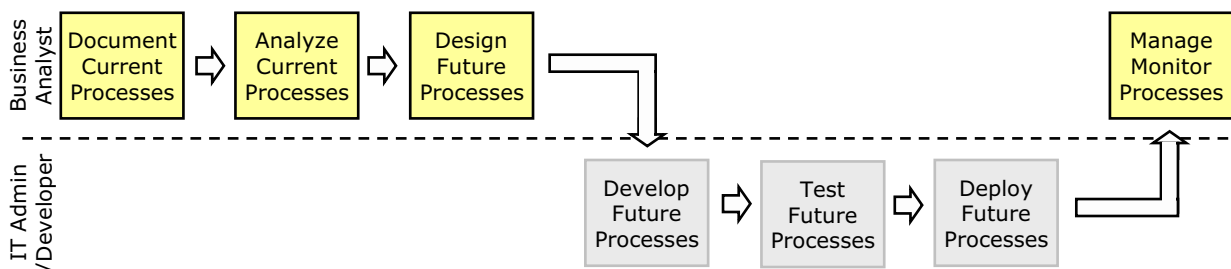 Business
Analyst
Document
Current
Processes
Analyze
Current
Processes
Design
Future
Processes
Manage
Monitor
Processes
IT Admin
/Developer
Develop
Future
Processes
Test
Future
Processes
Deploy
Future
Processes